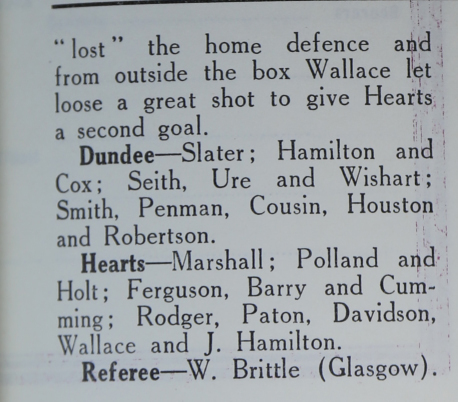 “lost” the home defence and
from outside the box Wallace let
loose a great shot to give Hearts
a second goal.
Dundee—Slater; Hamilton and
Cox; Seith, Ure and Wishart;
Smith, Penman, Cousin, Houston
and Robertson.
Hearts—Marshall; Polland and
Holt; Ferguson, Barry and Cum-
ming; Rodger, Paton, Davidson,
Wallace and J. Hamilton.
Referee—W. Brittle (Glasgow).